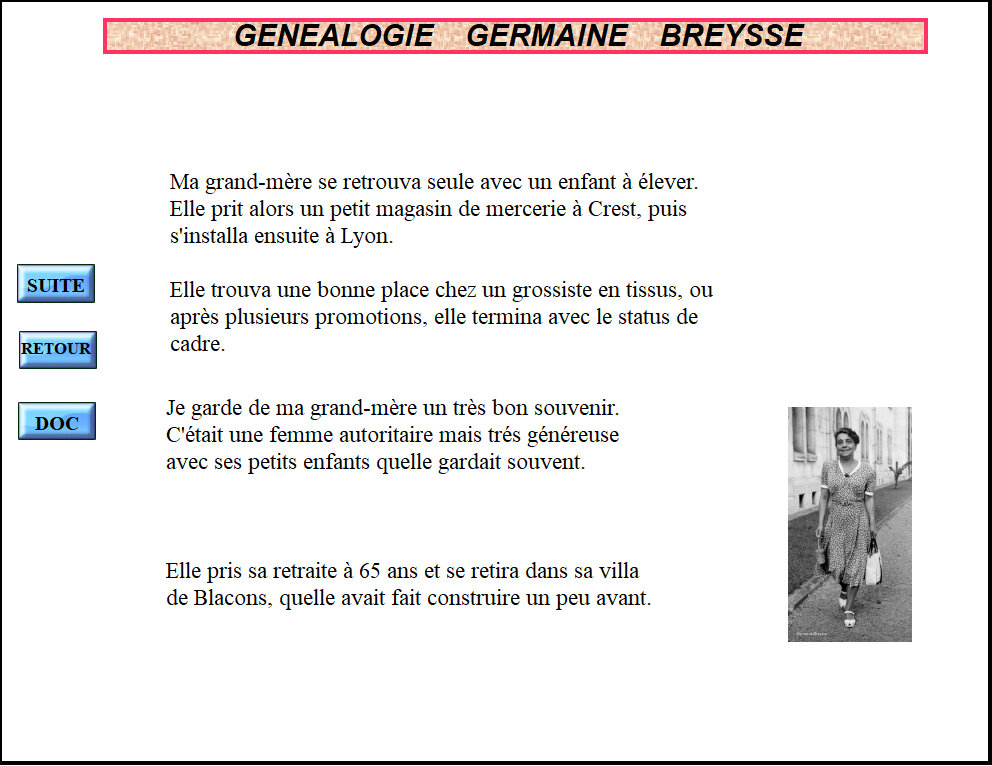 GENEALOGIE GERMAINE BREYSSE
Ma grand-mère se retrouva seule avec un enfant à élever.
Elle prit alors un petit magasin de mercerie à Crest, puis
s'installa ensuite à Lyon.
SUITE
Elle trouva une bonne place chez un grossiste en tissus, ou
après plusieurs promotions, elle termina avec le status de
cadre.
RETOUR
DOC
Je garde de ma grand-mère un très bon souvenir.
C'était une femme autoritaire mais trés généreuse
avec ses petits enfants quelle gardait souvent.
Elle pris sa retraite à 65 ans et se retira dans sa villa
de Blacons, quelle avait fait construire un peu avant.